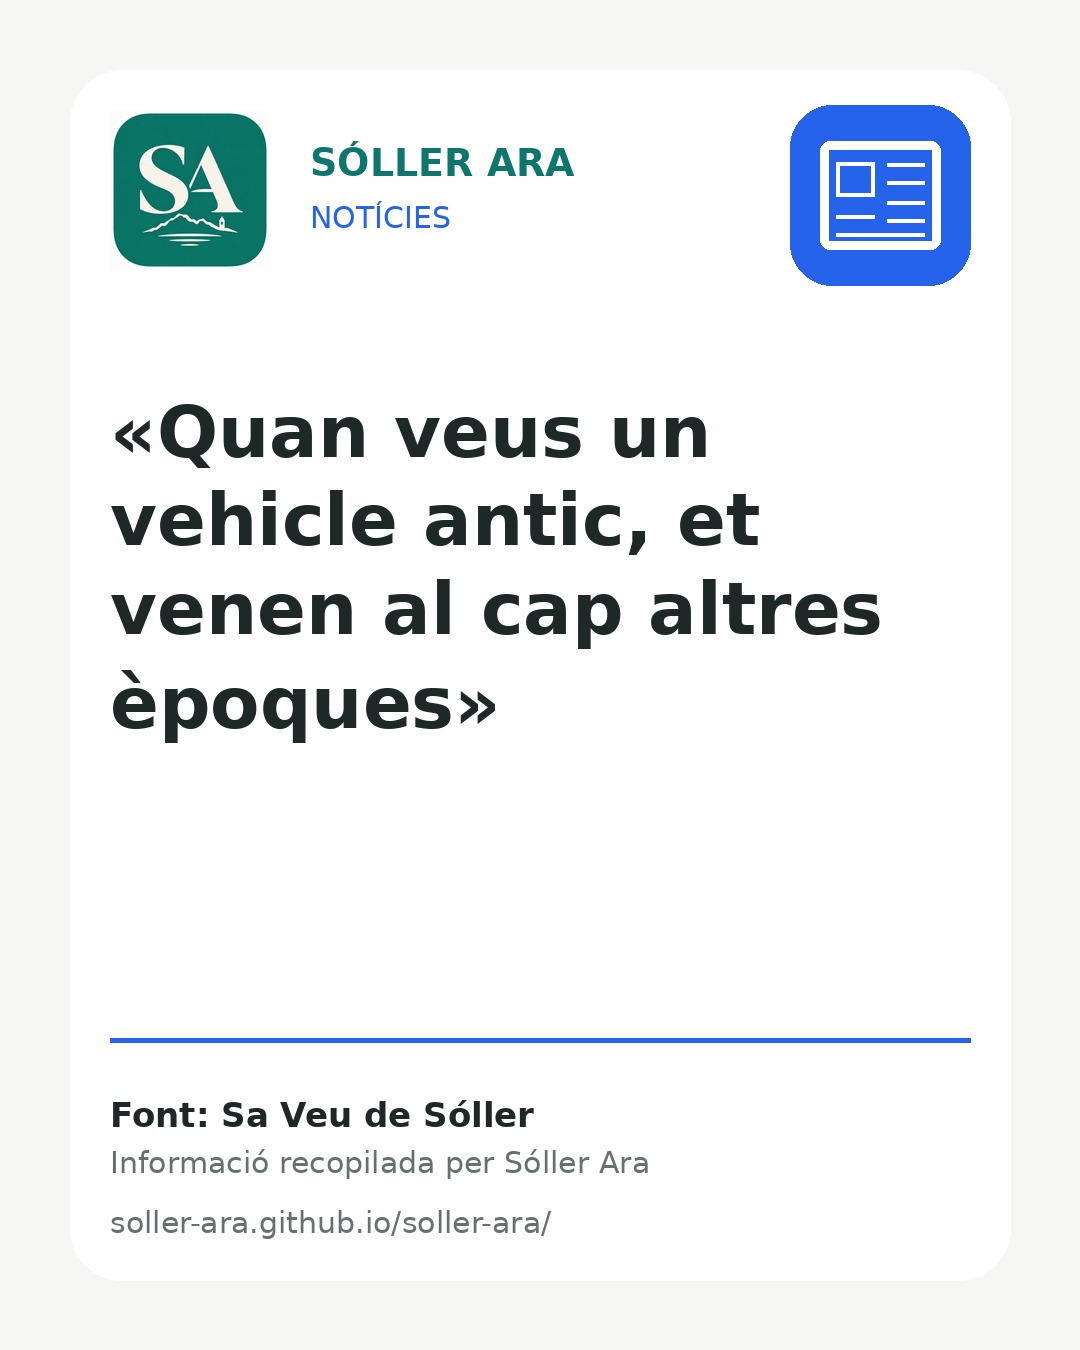 SA
SÓLLER ARA
NOTÍCIES
«Quan veus un
vehicle antic, et
venen al cap altres
èpoques»
Font: Sa Veu de Sóller
Informació recopilada per Sóller Ara
soller-ara.github.io/soller-ara/